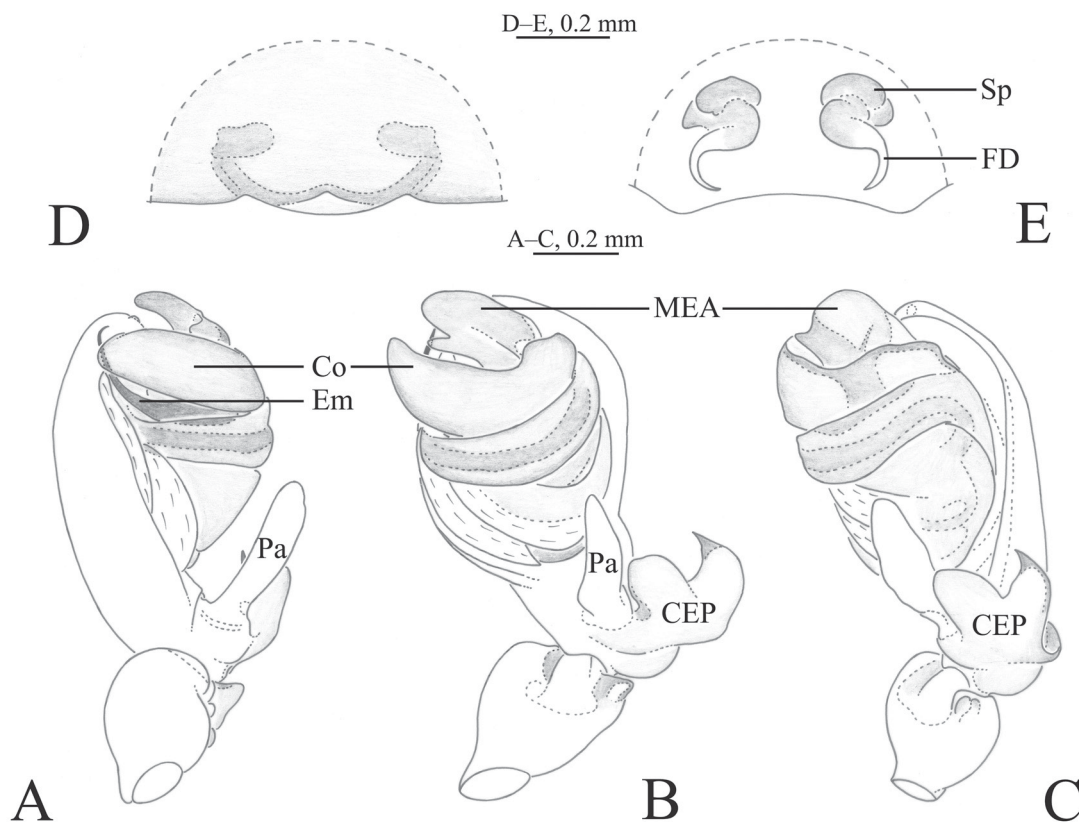 D–E, 0.2 mm
Sp
FD
D
E
A–C, 0.2 mm
MEA
Co
Em
Pa
Pa
CEP
CEP
A
B
C